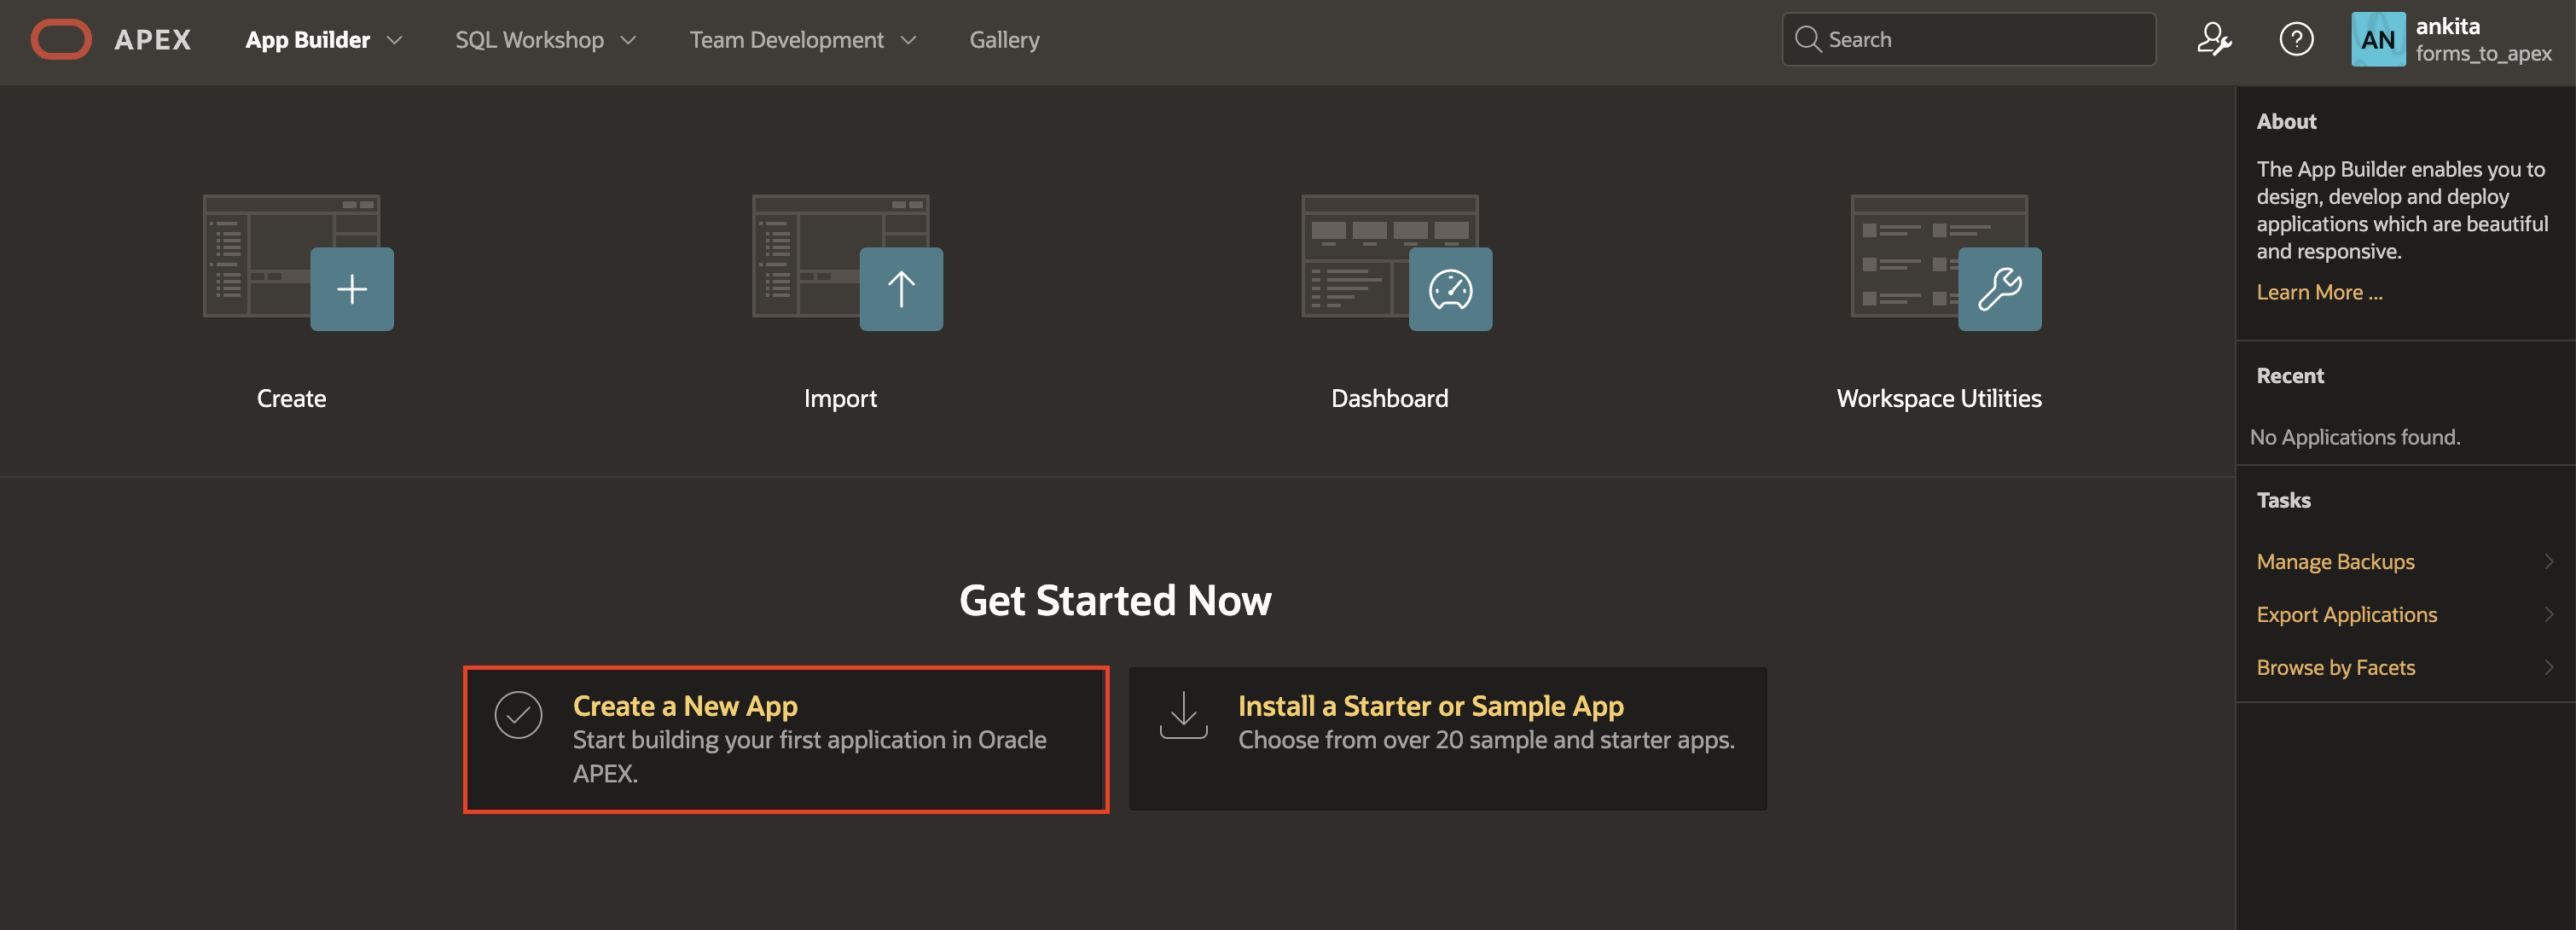 APEX
App Builder
SQL Workshop
Team Development
Gallery
Search
AN
ankita
forms_to_apex
Create
Import
Dashboard
Workspace Utilities
Get Started Now
Create a New App
Start building your first application in Oracle
APEX.
Install a Starter or Sample App
Choose from over 20 sample and starter apps.
About
The App Builder enables you to
design, develop and deploy
applications which are beautiful
and responsive.
Learn More ...
Recent
No Applications found.
Tasks
Manage Backups
Export Applications
Browse by Facets